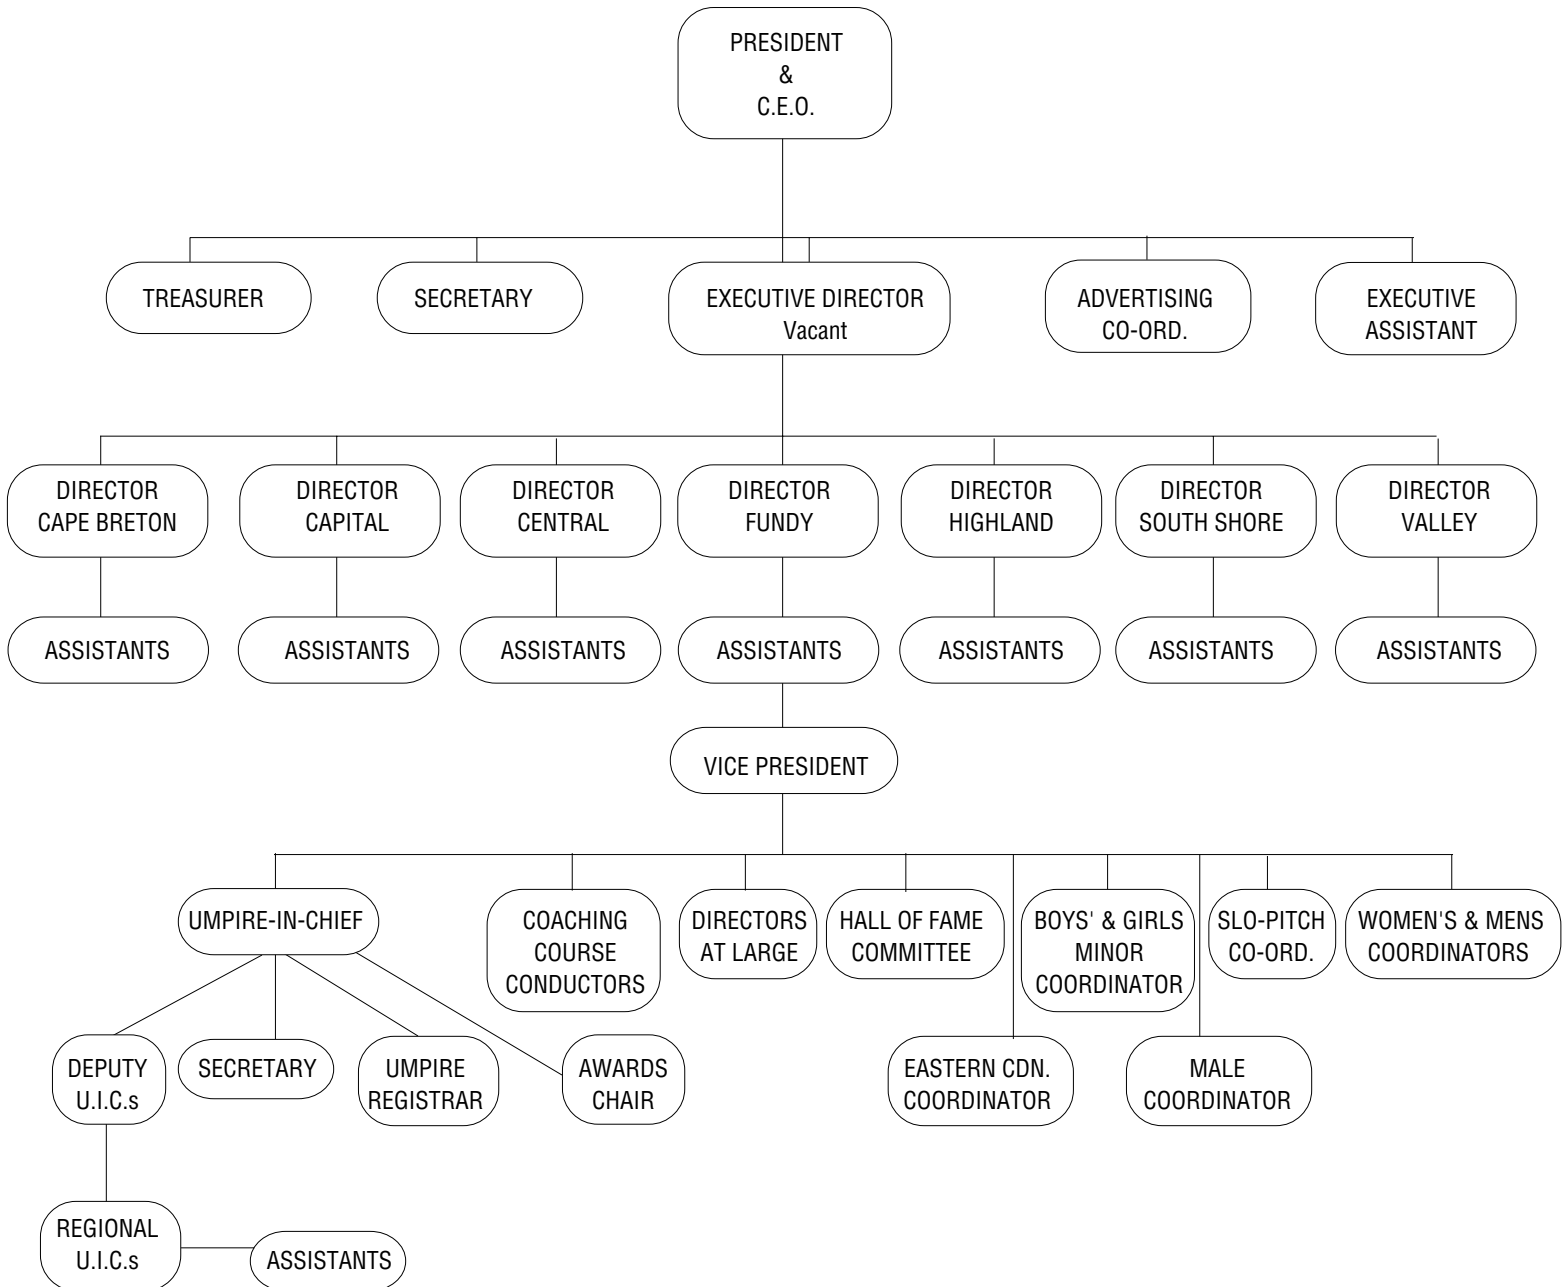 PRESIDENT
&
C.E.O.
TREASURER
SECRETARY
EXECUTIVE DIRECTOR
Vacant
ADVERTISING
CO-ORD.
EXECUTIVE
ASSISTANT
DIRECTOR
CAPE BRETON
DIRECTOR
CAPITAL
DIRECTOR
CENTRAL
DIRECTOR
FUNDY
DIRECTOR
HIGHLAND
DIRECTOR
SOUTH SHORE
DIRECTOR
VALLEY
ASSISTANTS
ASSISTANTS
ASSISTANTS
ASSISTANTS
ASSISTANTS
ASSISTANTS
ASSISTANTS
VICE PRESIDENT
UMPIRE-IN-CHIEF
COACHING
COURSE
CONDUCTORS
DIRECTORS
AT LARGE
HALL OF FAME
COMMITTEE
BOYS' & GIRLS
MINOR
COORDINATOR
SLO-PITCH
CO-ORD.
WOMEN'S & MENS
COORDINATORS
DEPUTY
U.I.C.s
SECRETARY
UMPIRE
REGISTRAR
AWARDS
CHAIR
EASTERN CDN.
COORDINATOR
MALE
COORDINATOR
REGIONAL
U.I.C.s
ASSISTANTS